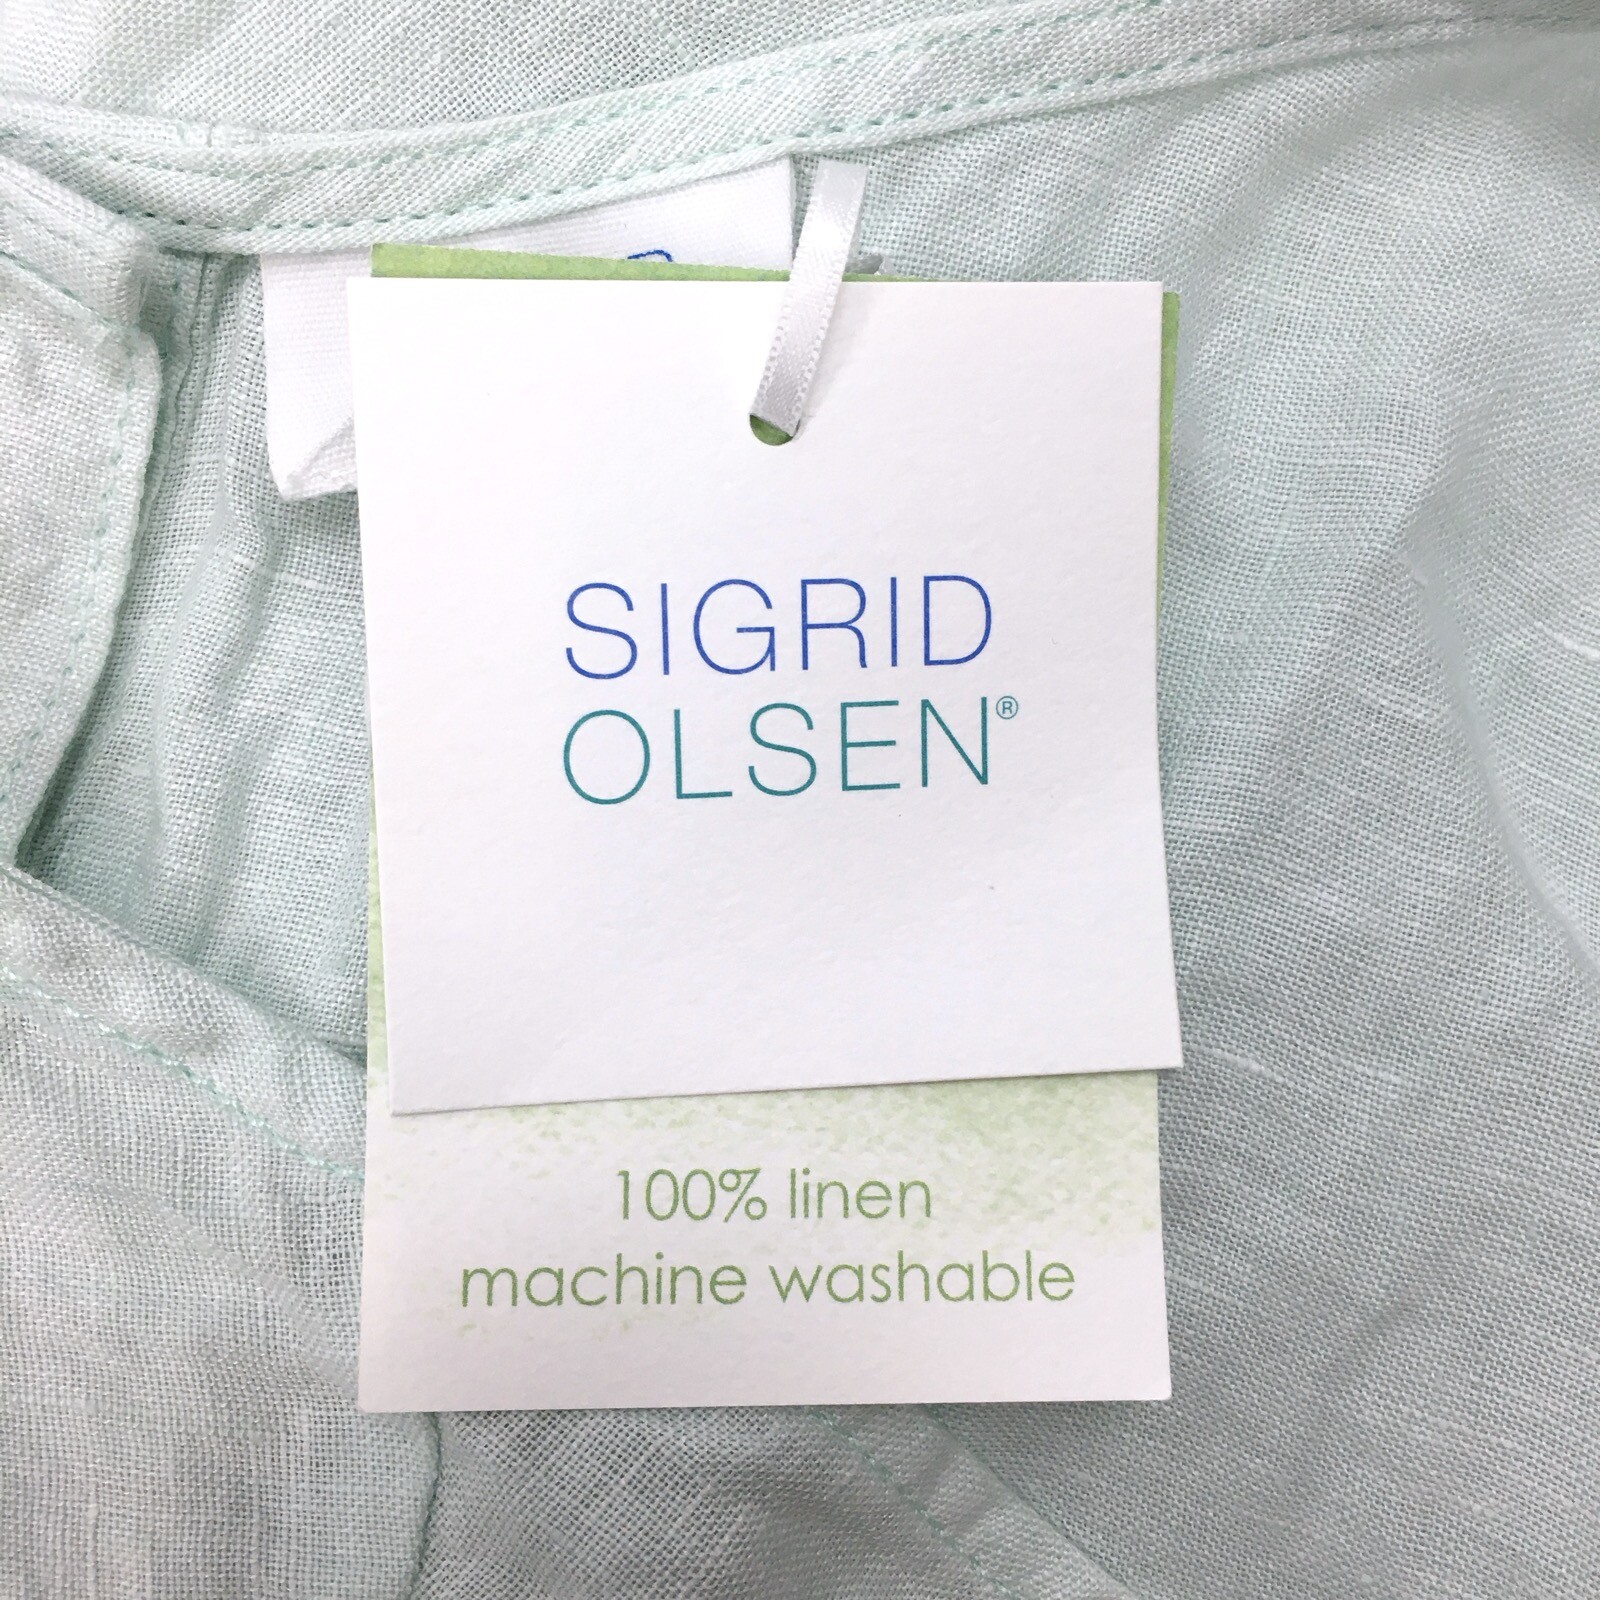 SIGRID
OLSEN®
100% linen
machine washable